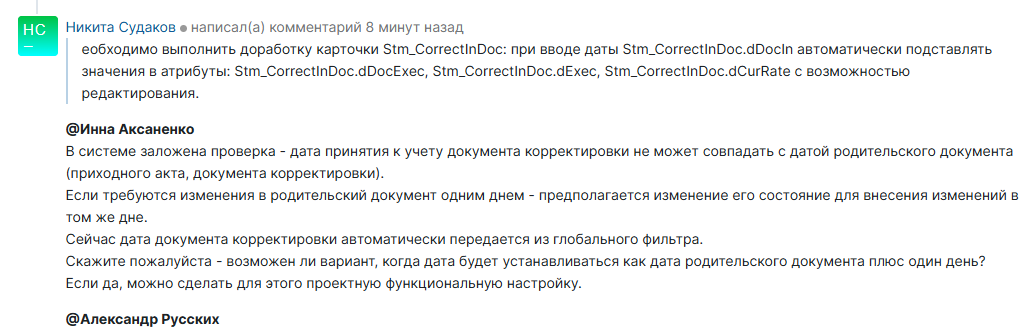 НС
Никита Судаков ● написал(а) комментарий 8 минут назад
еобходимо выполнить доработку карточки Stm_CorrectInDoc: при вводе даты Stm_CorrectInDoc.dDocIn автоматически подставлять
значения в атрибуты: Stm_CorrectInDoc.dDocExec, Stm_CorrectInDoc.dExec, Stm_CorrectInDoc.dCurRate с возможностью
редактирования.
@Инна Аксаненко
В системе заложена проверка - дата принятия к учету документа корректировки не может совпадать с датой родительского документа
(приходного акта, документа корректировки).
Если требуются изменения в родительский документ одним днем - предполагается изменение его состояние для внесения изменений в
том же дне.
Сейчас дата документа корректировки автоматически передается из глобального фильтра.
Скажите пожалуйста - возможен ли вариант, когда дата будет устанавливаться как дата родительского документа плюс один день?
Если да, можно сделать для этого проектную функциональную настройку.
@Александр Русских